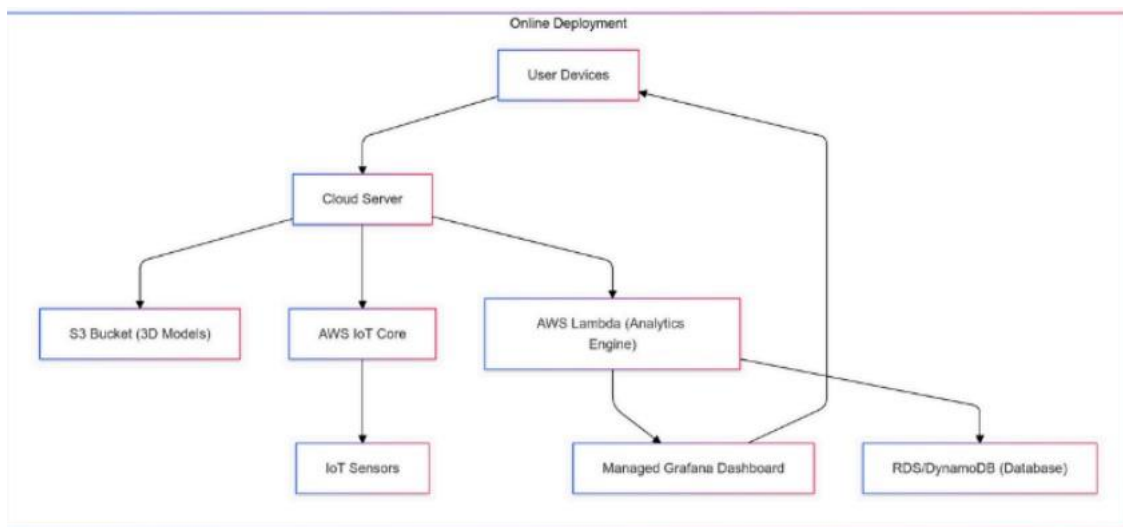 Online Deployment
User Devices
Cloud Server
S3 Bucket (3D Models)
AWS IoT Core
AWS Lambda (Analytics
Engine)
IoT Sensors
Managed Grafana Dashboard
RDS/DynamoDB (Database)